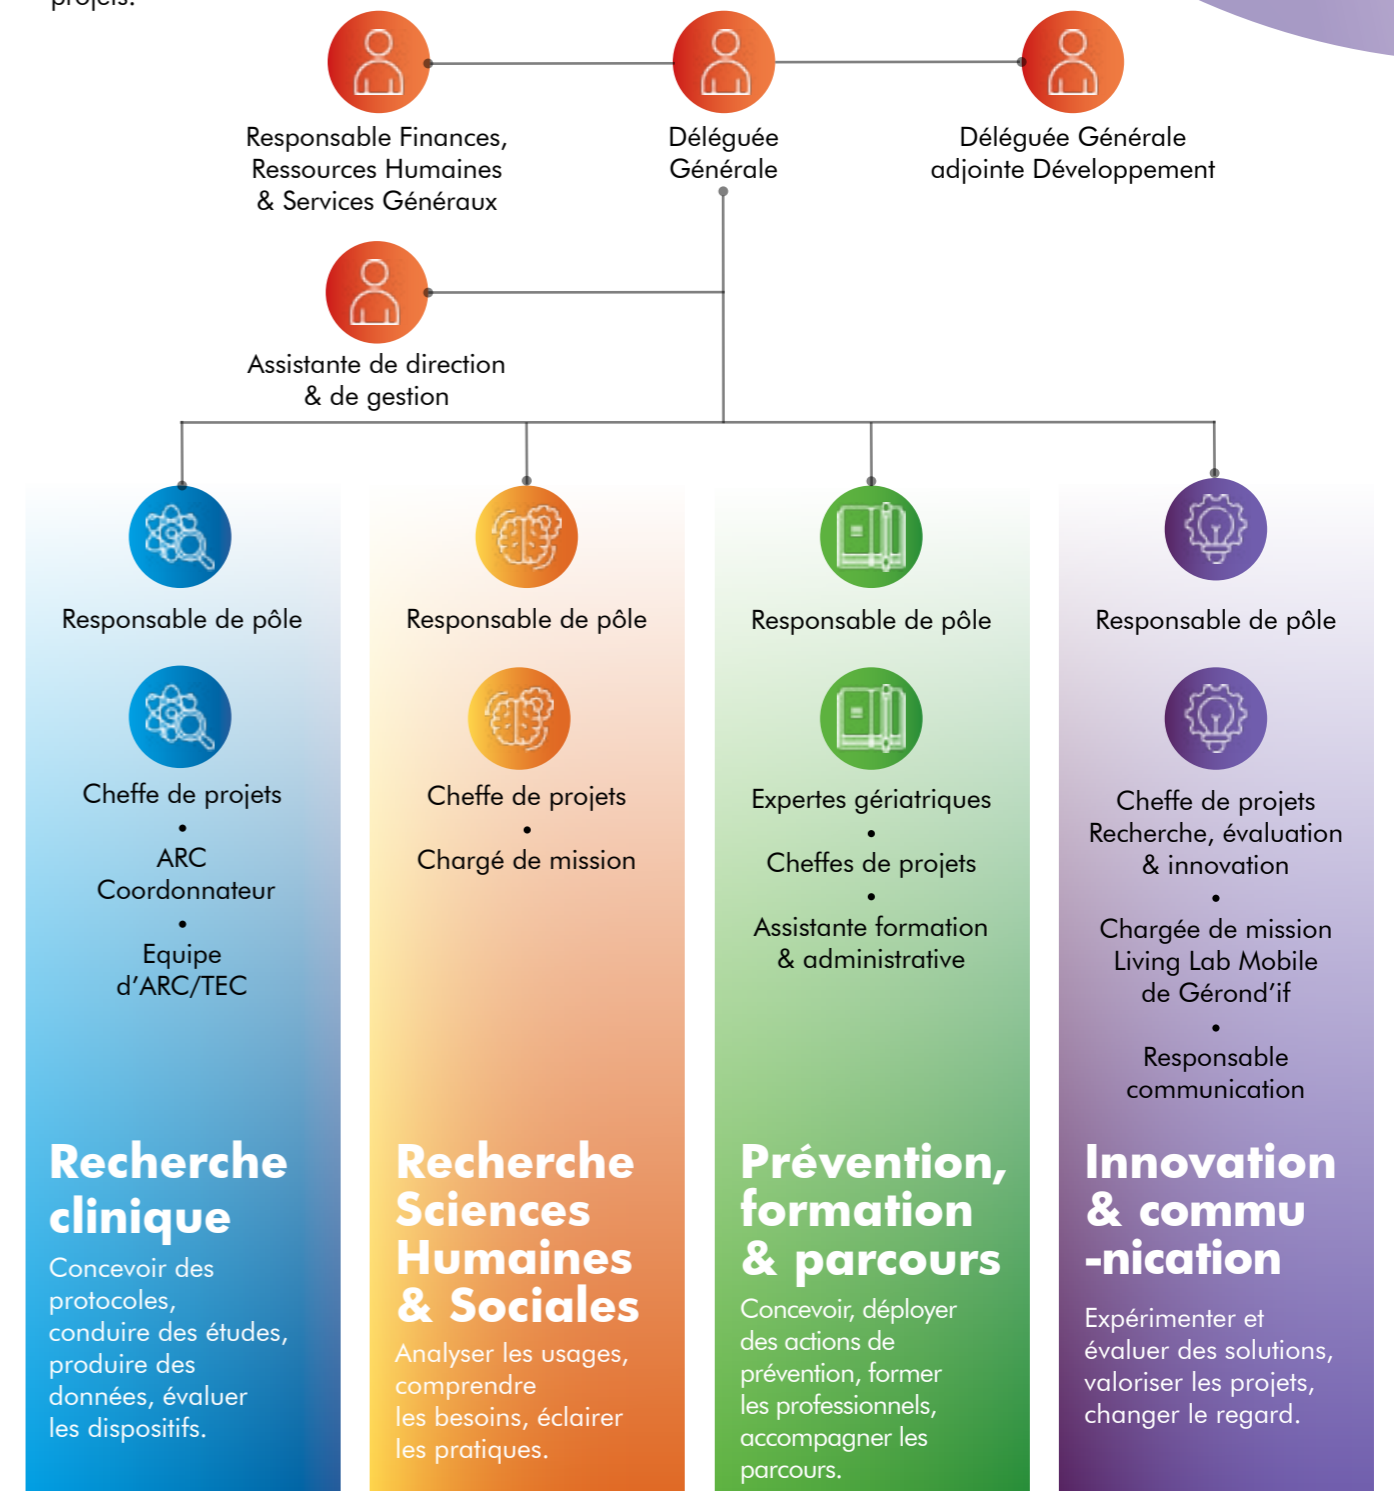 projets.
Responsable Finances,
Ressources Humaines
& Services Généraux
Déléguée
Générale
Déléguée Générale
adjointe Développement
Assistante de direction
& de gestion
Responsable de pôle
Cheffe de projets
•
ARC
Coordonnateur
•
Equipe
d’ARC/TEC
Recherche
clinique
Concevoir des
protocoles,
conduire des études,
produire des
données, évaluer
les dispositifs.
Responsable de pôle
Cheffe de projets
•
Chargé de mission
Recherche
Sciences
Humaines
& Sociales
Analyser les usages,
comprendre
les besoins, éclairer
les pratiques.
Responsable de pôle
Expertes gériatriques
•
Cheffes de projets
•
Assistante formation
& administrative
Prévention,
formation
& parcours
Concevoir, déployer
des actions de
prévention, former
les professionnels,
accompagner les
parcours.
Responsable de pôle
Cheffe de projets
Recherche, évaluation
& innovation
•
Chargée de mission
Living Lab Mobile
de Gérond’if
•
Responsable
communication
Innovation
& commu
-nication
Expérimenter et
évaluer des solutions,
valoriser les projets,
changer le regard.